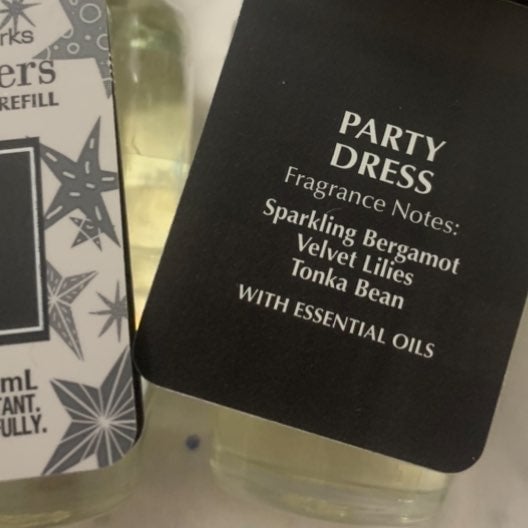 rks
ers
REFILL
mL
TANT.
FULLY.
PARTY
DRESS
Fragrance Notes:
Sparkling Bergamot
Velvet Lilies
Tonka Bean
WITH ESSENTIAL OILS